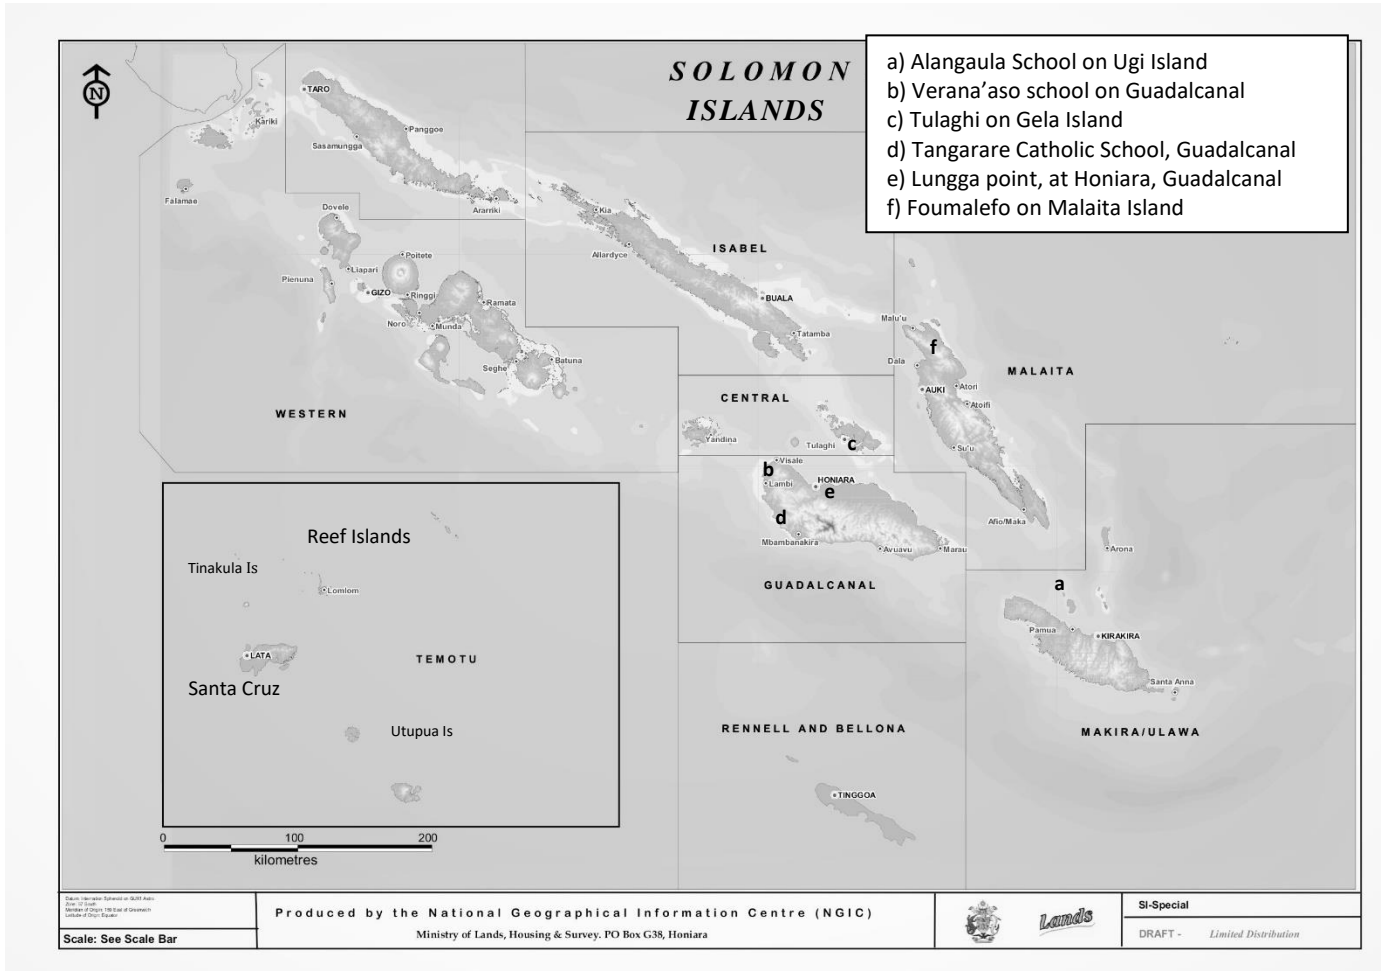 SOLOMON
ISLANDS
a) Alangaula School on Ugi Island
b) Verana’aso school on Guadalcanal
c) Tulaghi on Gela Island
d) Tangarare Catholic School, Guadalcanal
e) Lungga point, at Honiara, Guadalcanal
f) Foumalefo on Malaita Island
N
TARO
Kariki
Panggoe
Sasamungga
Falamae
Ararriki
Dovele
Kia
ISABEL
Allardyce
Poitete
Liapari
Pienuna
GIZO
Ringgi
Ramata
BUALA
Noro
Munda
Malu'u
Tatamba
f
Dala
Seghe
Batuna
MALAITA
AUKI
Atori
CENTRAL
Atoifi
WESTERN
Yandina
Tulaghi
c
Su'u
Visale
b
Lambi
HONIARA
e
d
Afio/Maka
Mbambanakira
Avuavu
Marau
Arona
GUADALCANAL
a
Pamua
KIRAKIRA
Santa Anna
RENNELL AND BELLONA
MAKIRA/ULAWA
TINGGOA
Reef Islands
Tinakula Is
Lomlom
LATA
TEMOTU
Santa Cruz
Utupua Is
0 100 200
kilometres
Scale: See Scale Bar
Produced by the National Geographical Information Centre (NGIC)
Ministry of Lands, Housing & Survey. PO Box G38, Honiara
Lands
SI-Special
DRAFT - Limited Distribution